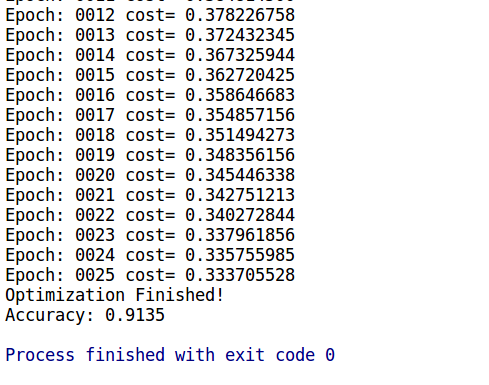 Epoch: 0012 cost= 0.378226758
Epoch: 0013 cost= 0.372432345
Epoch: 0014 cost= 0.367325944
Epoch: 0015 cost= 0.362720425
Epoch: 0016 cost= 0.358646683
Epoch: 0017 cost= 0.354857156
Epoch: 0018 cost= 0.351494273
Epoch: 0019 cost= 0.348356156
Epoch: 0020 cost= 0.345446338
Epoch: 0021 cost= 0.342751213
Epoch: 0022 cost= 0.340272844
Epoch: 0023 cost= 0.337961856
Epoch: 0024 cost= 0.335755985
Epoch: 0025 cost= 0.333705528
Optimization Finished!
Accuracy: 0.9135
Process finished with exit code 0